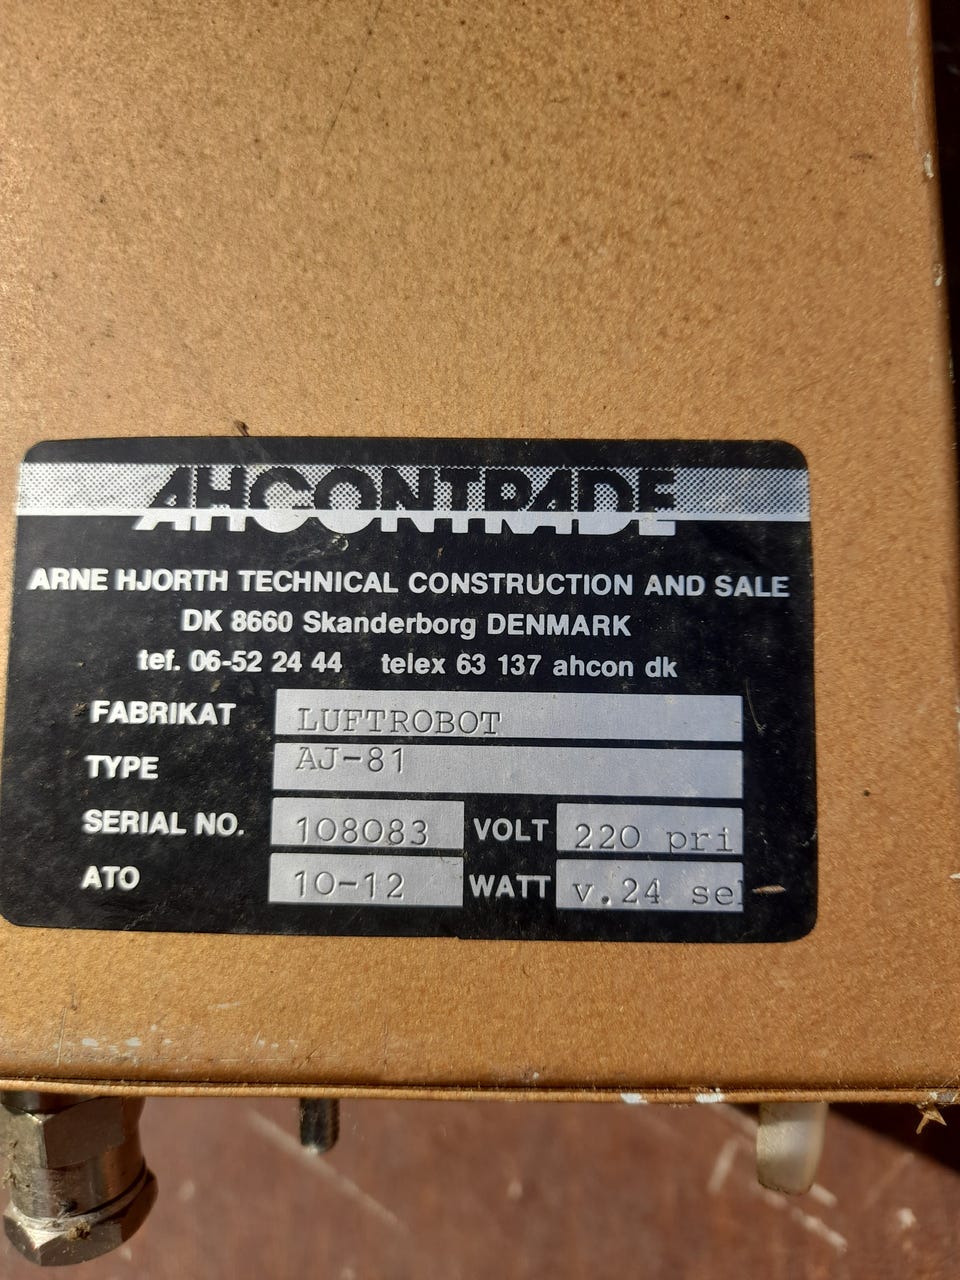 AHCONTRADE
ARNE HJORTH TECHNICAL CONSTRUCTION AND SALE
DK 8660 Skanderborg DENMARK
tef. 06-52 24 44 telex 63 137 ahcon dk
FABRIKAT LUFTROBOT
TYPE AJ-81
SERIAL NO. 108083 VOLT 220 pri
ATO 10-12 WATT v.24 sek